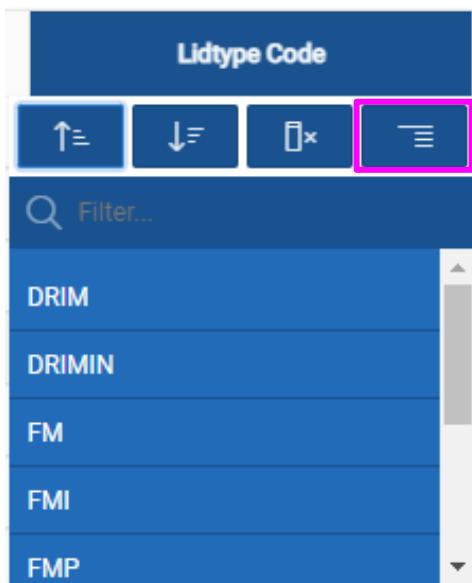 Lidtype Code
Filter...
DRIM
DRIMIN
FM
FMI
FMP